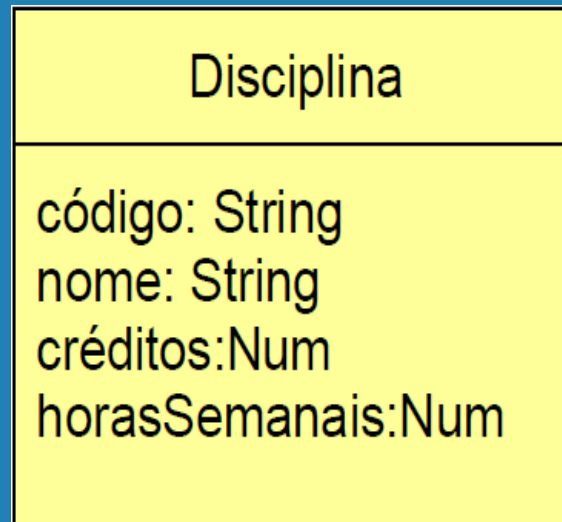 Disciplina
código: String
nome: String
créditos:Num
horasSemanais:Num